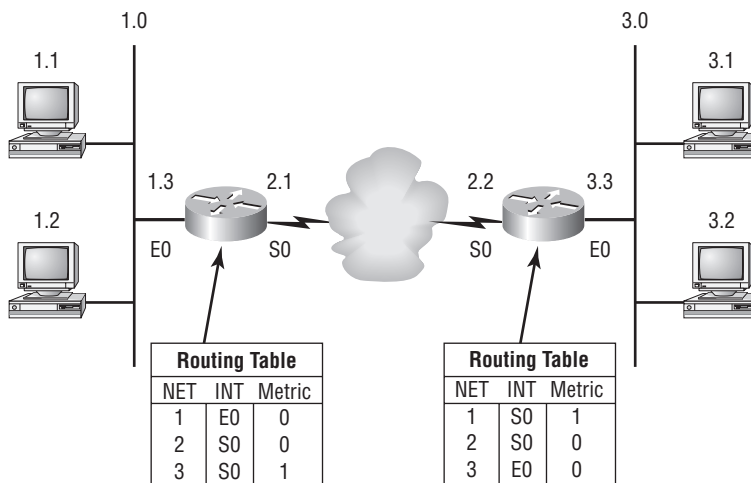 1.0
3.0
1.1
3.1
1.3
2.1
2.2
3.3
1.2
3.2
E0
S0
S0
E0
Routing Table
NET INT Metric
1 E0 0
2 S0 0
3 S0 1
Routing Table
NET INT Metric
1 S0 1
2 S0 0
3 E0 0